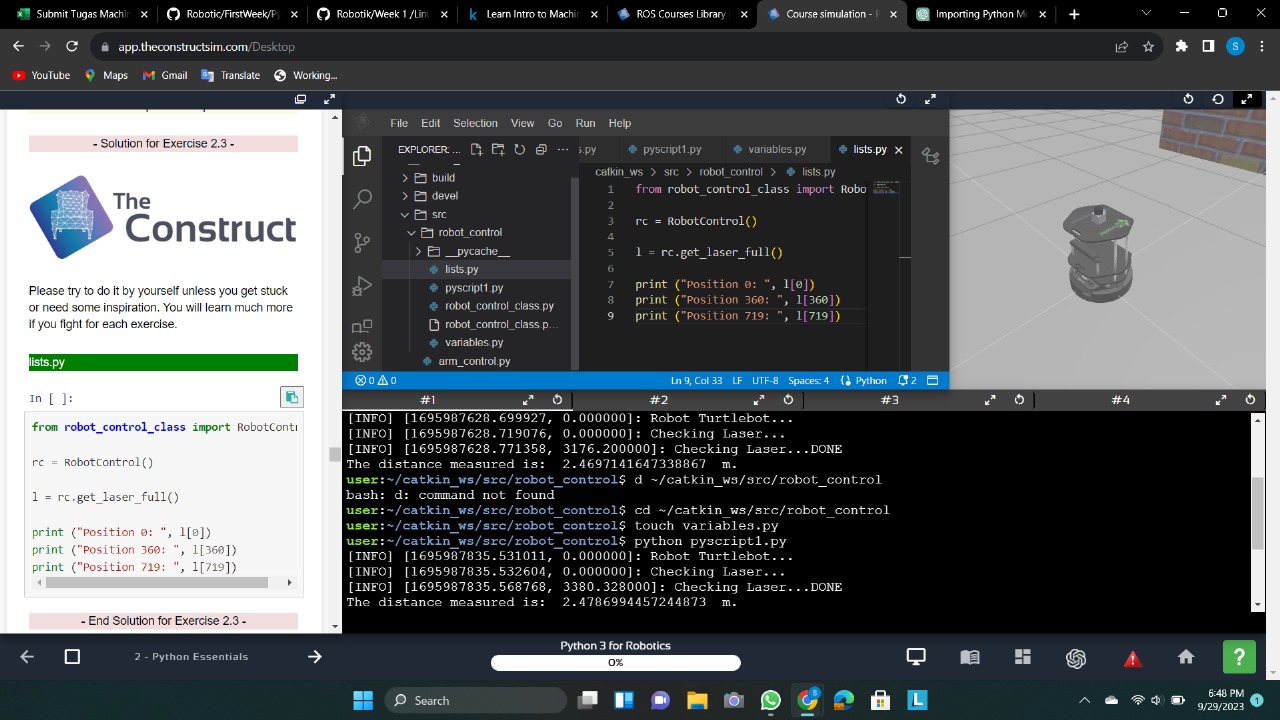 Submit Tugas Machin
Robotic/FirstWeek/Py
Robotik/Week 1 /Linu
Learn Intro to Machin
ROS Courses Library
Course simulation - R
Importing Python Mo
app.theconstructsim.com/Desktop
S
YouTube
Maps
Gmail
Translate
Working...
- Solution for Exercise 2.3 -
The
Construct
Please try to do it by yourself unless you get stuck
or need some inspiration. You will learn much more
if you fight for each exercise.
lists.py
In [ ]:
from robot_control_class import RobotContr
rc = RobotControl()
l = rc.get_laser_full()
print ("Position 0: ", l[0])
print ("Position 360: ", l[360])
print ("Position 719: ", l[719])
- End Solution for Exercise 2.3 -
File Edit Selection View Go Run Help
EXPLORER: ...
build
devel
src
robot_control
__pycache__
lists.py
pyscript1.py
robot_control_class.py
robot_control_class.p...
variables.py
arm_control.py
s.py
pyscript1.py
variables.py
lists.py
catkin_ws > src > robot_control > lists.py
1 from robot_control_class import Robo
2
3 rc = RobotControl()
4
5 l = rc.get_laser_full()
6
7 print ("Position 0: ", l[0])
8 print ("Position 360: ", l[360])
9 print ("Position 719: ", l[719])
0 0 Ln 9, Col 33 LF UTF-8 Spaces: 4 Python 2
#1 #2 #3 #4
[INFO] [1695987628.699927, 0.000000]: Robot Turtlebot...
[INFO] [1695987628.719076, 0.000000]: Checking Laser...
[INFO] [1695987628.771358, 3176.200000]: Checking Laser...DONE
The distance measured is: 2.4697141647338867 m.
user:~/catkin_ws/src/robot_control$ d ~/catkin_ws/src/robot_control
bash: d: command not found
user:~/catkin_ws/src/robot_control$ cd ~/catkin_ws/src/robot_control
user:~/catkin_ws/src/robot_control$ touch variables.py
user:~/catkin_ws/src/robot_control$ python pyscript1.py
[INFO] [1695987835.531011, 0.000000]: Robot Turtlebot...
[INFO] [1695987835.532604, 0.000000]: Checking Laser...
[INFO] [1695987835.568768, 3380.328000]: Checking Laser...DONE
The distance measured is: 2.4786994457244873 m.
2 - Python Essentials
Python 3 for Robotics
0%
?
Search
6:48 PM
9/29/2023
1